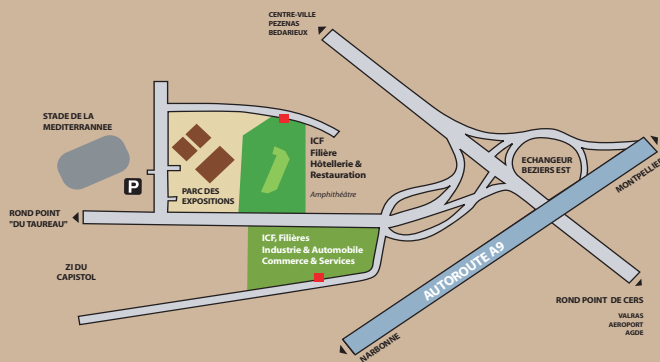 CENTRE-VILLE
PEZENAS
BEDARIEUX
STADE DE LA
MEDITERRANNEE
P
ICF
Filière
Hôtellerie &
Restauration
Amphithéâtre
ECHANGEUR
BEZIERS EST
MONTPELLIER
PARC DES
EXPOSITIONS
ROND POINT
"DU TAUREAU"
ICF, Filières
Industrie & Automobile
Commerce & Services
ZI DU
CAPISTOL
AUTOROUTE A9
ROND POINT DE CERS
VALRAS
AEROPORT
AGDE
NARBONNE